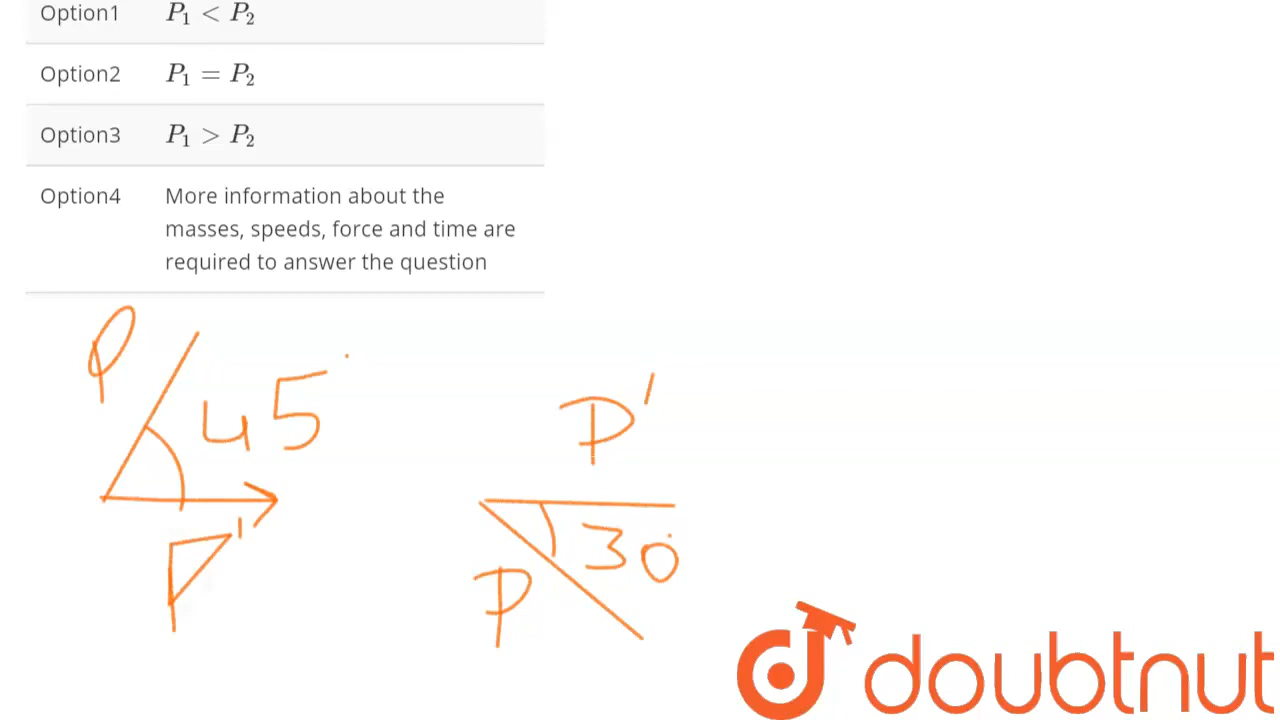 Option1 P₁ < P₂
Option2 P₁ = P₂
Option3 P₁ > P₂
Option4 More information about the
masses, speeds, force and time are
required to answer the question
P 45
P'
P'
30
P
doubtnut